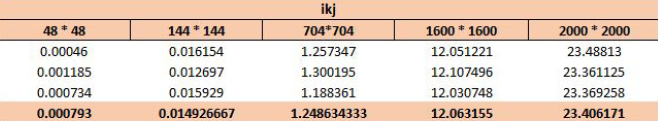 ikj
48 * 48 144 * 144 704*704 1600 * 1600 2000 * 2000
0.00046 0.016154 1.257347 12.051221 23.48813
0.001185 0.012697 1.300195 12.107496 23.361125
0.000734 0.015929 1.188361 12.030748 23.369258
0.000793 0.014926667 1.248634333 12.063155 23.406171